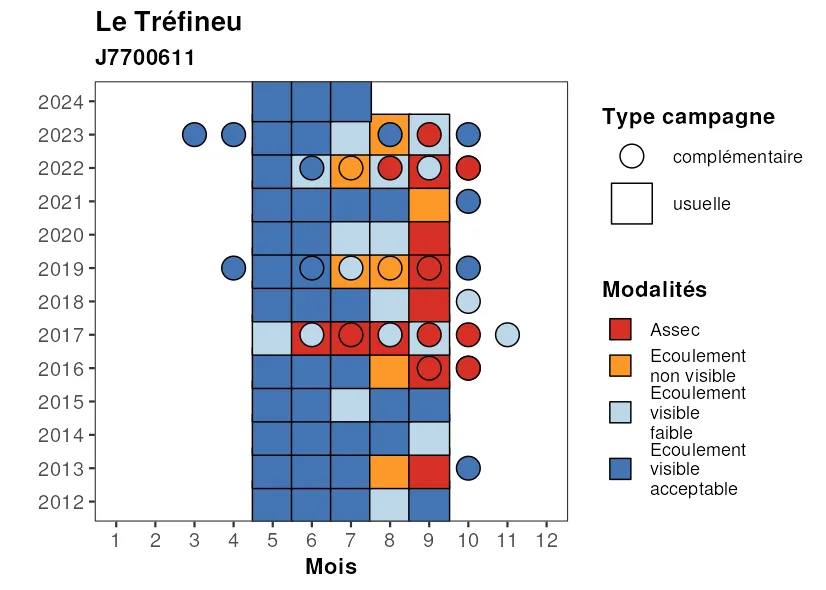 Le Tréfineu
J7700611
2024
2023
2022
2021
2020
2019
2018
2017
2016
2015
2014
2013
2012
1 2 3 4 5 6 7 8 9 10 11 12
Mois
Type campagne
complémentaire
usuelle
Modalités
Assec
Ecoulement
non visible
Ecoulement
visible
faible
Ecoulement
visible
acceptable